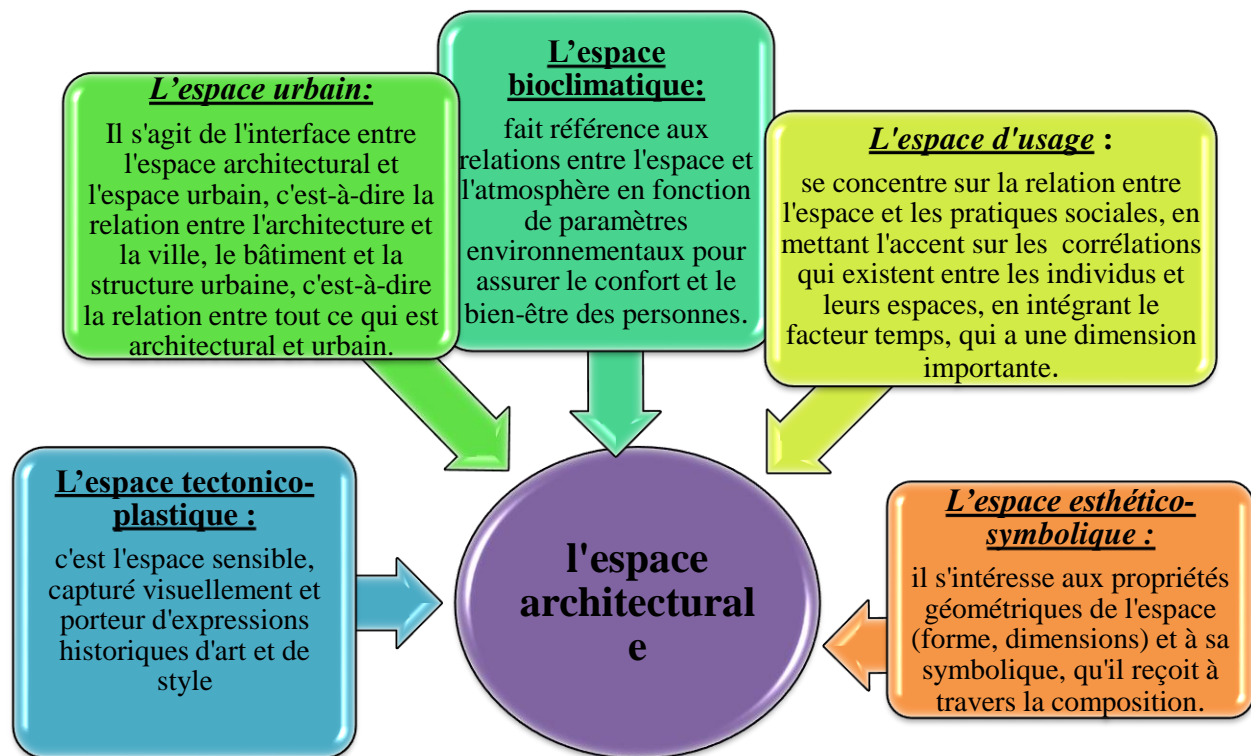 L'espace urbain:
Il s'agit de l'interface entre
l'espace architectural et
l'espace urbain, c'est-à-dire la
relation entre l'architecture et
la ville, le bâtiment et la
structure urbaine, c'est-à-dire
la relation entre tout ce qui est
architectural et urbain.
L'espace
bioclimatique:
fait référence aux
relations entre l'espace et
l'atmosphère en fonction
de paramètres
environnementaux pour
assurer le confort et le
bien-être des personnes.
L'espace d'usage :
se concentre sur la relation entre
l'espace et les pratiques sociales, en
mettant l'accent sur les corrélations
qui existent entre les individus et
leurs espaces, en intégrant le
facteur temps, qui a une dimension
importante.
L'espace tectonico-
plastique :
c'est l'espace sensible,
capturé visuellement et
porteur d'expressions
historiques d'art et de
style
l'espace
architectural
e
L'espace esthético-
symbolique :
il s'intéresse aux propriétés
géométriques de l'espace
(forme, dimensions) et à sa
symbolique, qu'il reçoit à
travers la composition.